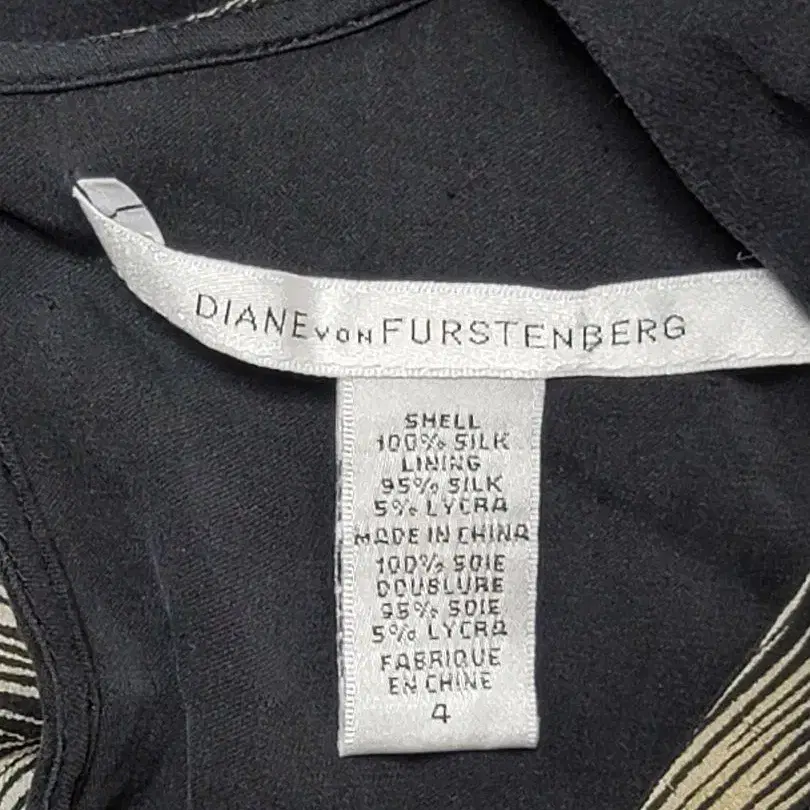 DIANE VON FURSTENBERG
SHELL
100% SILK
LINING
95% SILK
5% LYCRA
MADE IN CHINA
100% SOIE
DOUBLURE
95% SOIE
5% LYCRA
FABRIQUE
EN CHINE
4